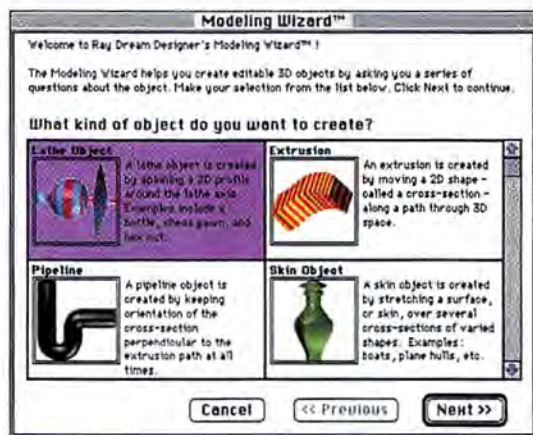 Modeling Wizard™
Welcome to Ray Dream Designer's Modeling Wizard™ !
The Modeling Wizard helps you create editable 3D objects by asking you a series of
questions about the object. Make your selection from the list below. Click Next to continue.
What kind of object do you want to create?
Lathe Object
A lathe object is created
by spinning a 2D profile
around the lathe axis.
Examples include a
bottle, chess pawn, and
hex nut.
Extrusion
An extrusion is created
by moving a 2D shape -
called a cross-section -
along a path through 3D
space.
Pipeline
A pipeline object is
created by keeping
orientation of the
cross-section
perpendicular to the
extrusion path at all
times.
Skin Object
A skin object is created
by stretching a surface,
or skin, over several
cross-sections of varied
shapes. Examples:
boats, plane hulls, etc.
Cancel
<< Previous
Next >>